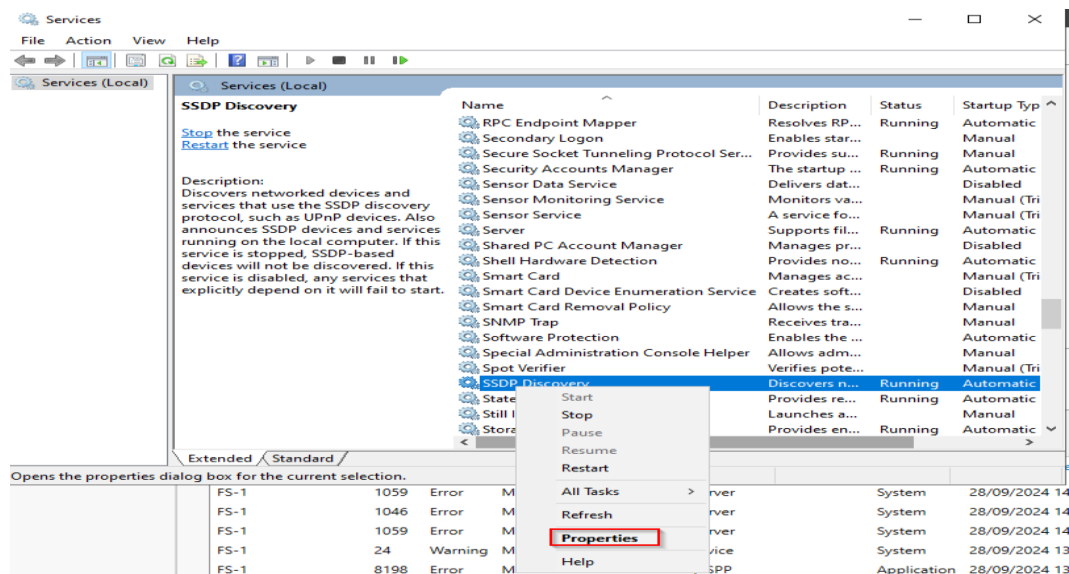 Services
File Action View Help
Services (Local)
Services (Local)
SSDP Discovery
Stop the service
Restart the service
Description:
Discovers networked devices and
services that use the SSDP discovery
protocol, such as UPnP devices. Also
announces SSDP devices and services
running on the local computer. If this
service is stopped, SSDP-based
devices will not be discovered. If this
service is disabled, any services that
explicitly depend on it will fail to start.
Name Description Status Startup Typ
RPC Endpoint Mapper Resolves RP... Running Automatic
Secondary Logon Enables star... Manual
Secure Socket Tunneling Protocol Ser... Provides su... Running Manual
Security Accounts Manager The startup ... Running Automatic
Sensor Data Service Delivers dat... Disabled
Sensor Monitoring Service Monitors va... Manual (Tri
Sensor Service A service fo... Manual (Tri
Server Supports fil... Running Automatic
Shared PC Account Manager Manages pr... Disabled
Shell Hardware Detection Provides no... Running Automatic
Smart Card Manages ac... Manual (Tri
Smart Card Device Enumeration Service Creates soft... Disabled
Smart Card Removal Policy Allows the s... Manual
SNMP Trap Receives tra... Manual
Software Protection Enables the ... Automatic
Special Administration Console Helper Allows adm... Manual
Spot Verifier Verifies pote... Manual (Tri
SSDP Discovery Discovers n... Running Automatic
State Provides re... Running Automatic
Still I Launches a... Manual
Stora Provides en... Running Automatic
Start
Stop
Pause
Resume
Restart
All Tasks >
Refresh
Properties
Help
Extended Standard
Opens the properties dialog box for the current selection.
FS-1 1059 Error M rver System 28/09/2024 14
FS-1 1046 Error M rver System 28/09/2024 14
FS-1 1059 Error M rver System 28/09/2024 14
FS-1 24 Warning M vice System 28/09/2024 13
FS-1 8198 Error M SPP Application 28/09/2024 13